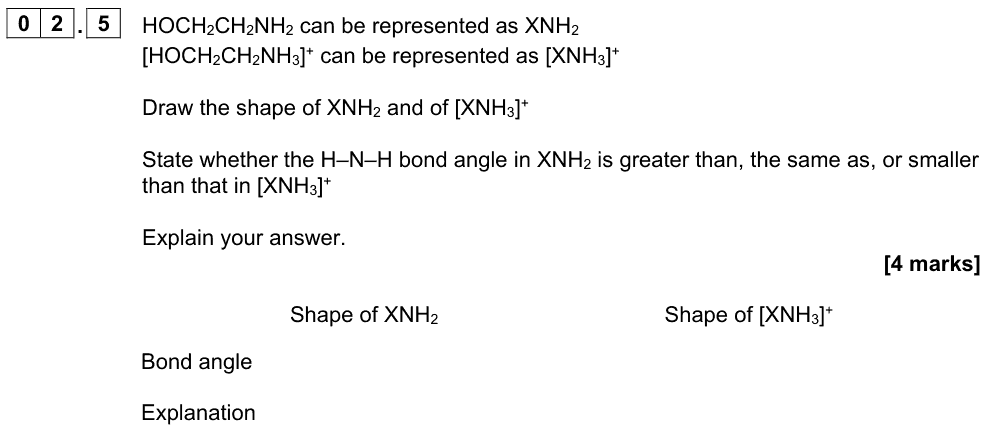 0 2 . 5 HOCH₂CH₂NH₂ can be represented as XNH₂
[HOCH₂CH₂NH₃]⁺ can be represented as [XNH₃]⁺
Draw the shape of XNH₂ and of [XNH₃]⁺
State whether the H–N–H bond angle in XNH₂ is greater than, the same as, or smaller
than that in [XNH₃]⁺
Explain your answer.
[4 marks]
Shape of XNH₂ Shape of [XNH₃]⁺
Bond angle
Explanation